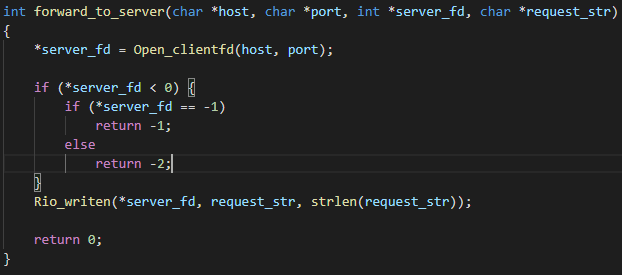 int forward_to_server(char *host, char *port, int *server_fd, char *request_str)
{
    *server_fd = Open_clientfd(host, port);
    if (*server_fd < 0) {
        if (*server_fd == -1)
            return -1;
        else
            return -2;
    }
    Rio_writen(*server_fd, request_str, strlen(request_str));
    return 0;
}